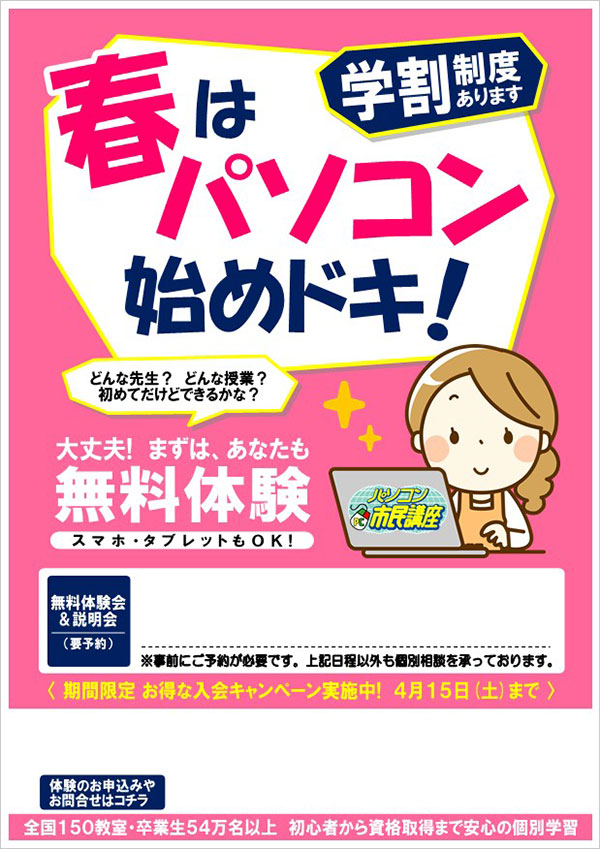 学割制度
あります
春は
パソコン
始めドキ!
どんな先生? どんな授業?
初めてだけどできるかな?
大丈夫! まずは、あなたも
無料体験
スマホ・タブレットもOK!
パソコン
市民講座
PC
無料体験会
&説明会
(要予約)
※事前にご予約が必要です。上記日程以外も個別相談を承っております。
〈 期間限定 お得な入会キャンペーン実施中! 4月15日(土)まで 〉
体験のお申込みや
お問合せはコチラ
全国150教室・卒業生54万名以上 初心者から資格取得まで安心の個別学習